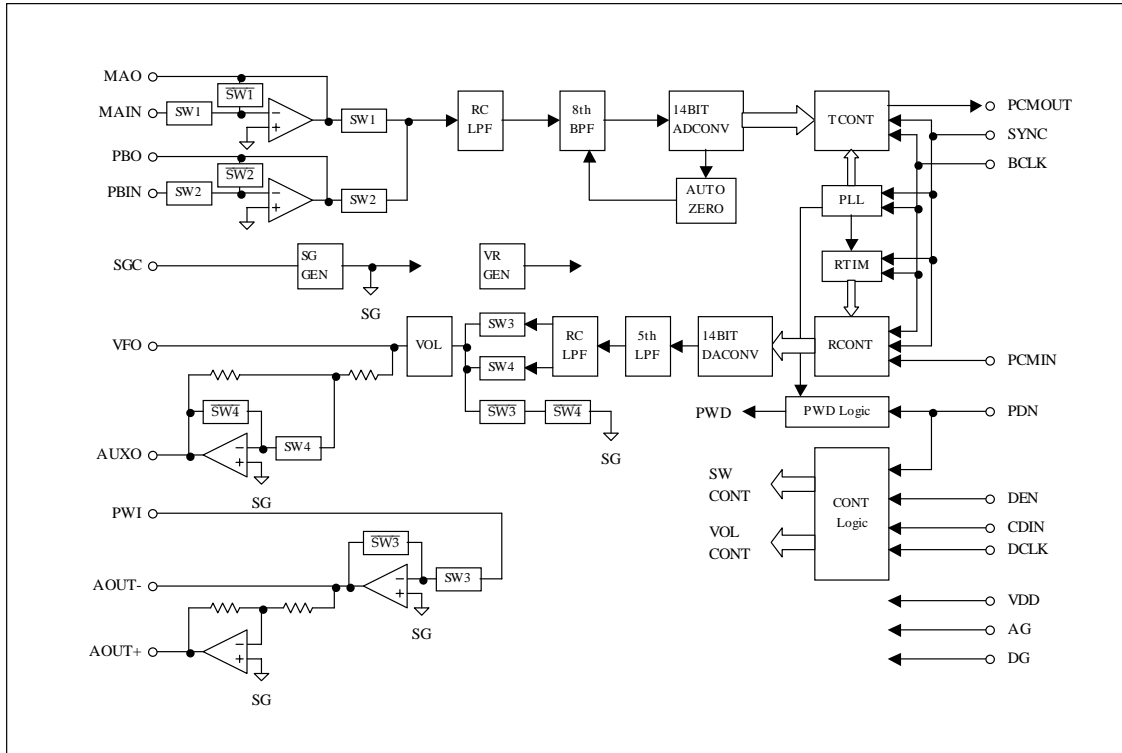 MAO
MAIN
SW1
SW1
−
+
SW1
RC
LPF
8th
BPF
14BIT
ADCONV
TCONT
PCMOUT
SYNC
BCLK
PBO
PBIN
SW2
SW2
−
+
SW2
AUTO
ZERO
PLL
SGC
SG
GEN
SG
VR
GEN
RTIM
VFO
VOL
SW3
SW4
RC
LPF
5th
LPF
14BIT
DACONV
RCONT
PCMIN
SW3
SW4
SG
PWD
PWD Logic
PDN
SW4
AUXO
−
+
SW4
SG
SW
CONT
VOL
CONT
CONT
Logic
DEN
CDIN
DCLK
PWI
SW3
AOUT-
−
+
SW3
SG
AOUT+
−
+
SG
VDD
AG
DG